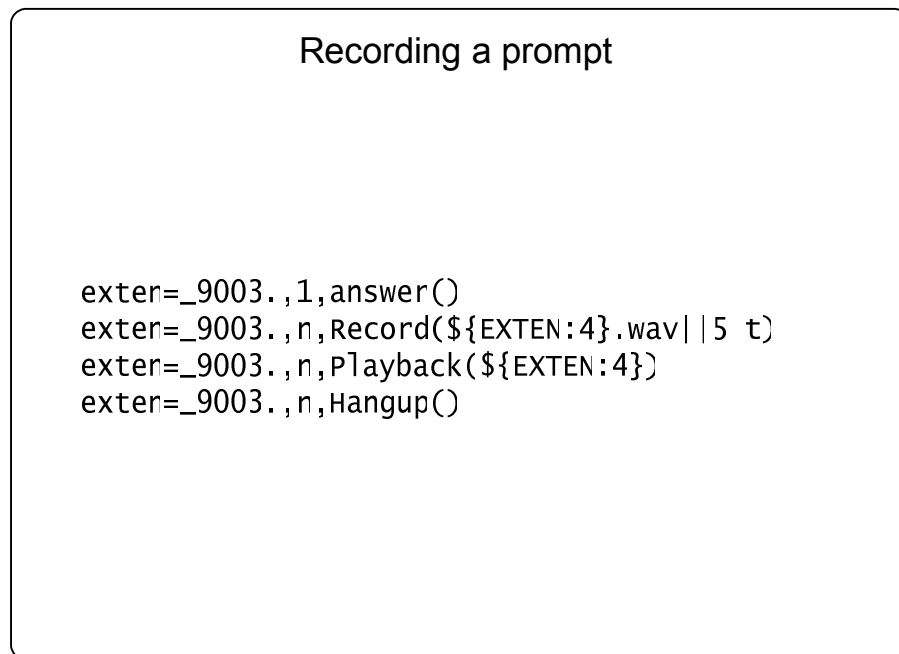 Recording a prompt
exten=_9003.,1,answer()
exten=_9003.,n,Record(${EXTEN:4}.wav||5 t)
exten=_9003.,n,Playback(${EXTEN:4})
exten=_9003.,n,Hangup()